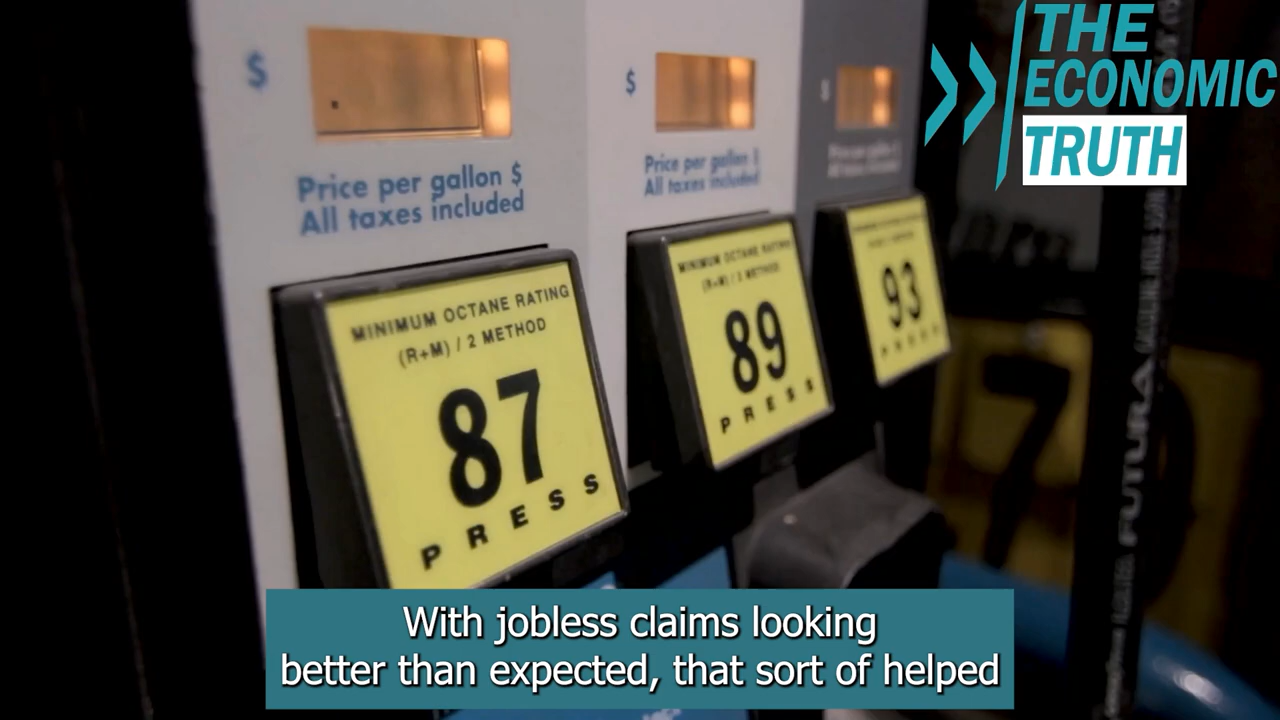 THE
ECONOMIC
TRUTH
$
Price per gallon $
All taxes included
$
Price per gallon $
All taxes included
MINIMUM OCTANE RATING
(R+M) / 2 METHOD
87
PRESS
MINIMUM OCTANE RATING
(R+M) / 2 METHOD
89
PRESS
93
PRESS
FUTURA
With jobless claims looking
better than expected, that sort of helped